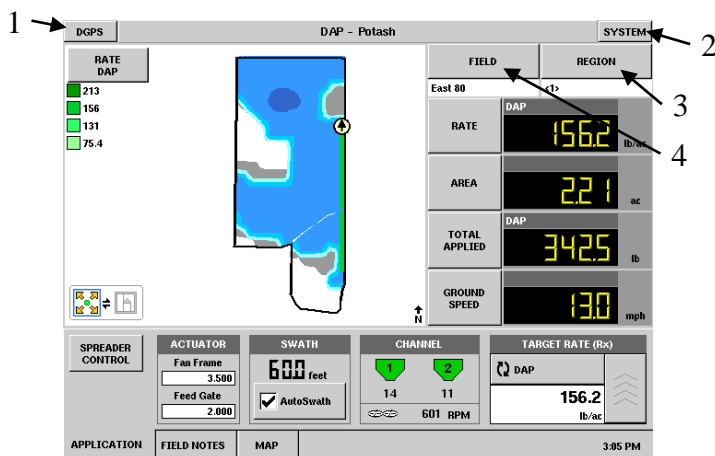 1
DGPS
DAP - Potash
SYSTEM
2
RATE
DAP
213
156
131
75.4
FIELD
REGION
3
East 80
<1>
4
RATE
DAP
156.2
lb/ac
AREA
2.21
ac
TOTAL
APPLIED
DAP
342.5
lb
GROUND
SPEED
13.0
mph
N
SPREADER
CONTROL
ACTUATOR
Fan Frame
3.500
Feed Gate
2.000
SWATH
60.0 feet
AutoSwath
CHANNEL
1 2
14 11
601 RPM
TARGET RATE (Rx)
DAP
156.2
lb/ac
APPLICATION
FIELD NOTES
MAP
3:05 PM